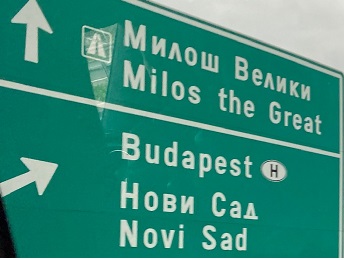 Милош Велики
Milos the Great
Budapest H
Нови Сад
Novi Sad